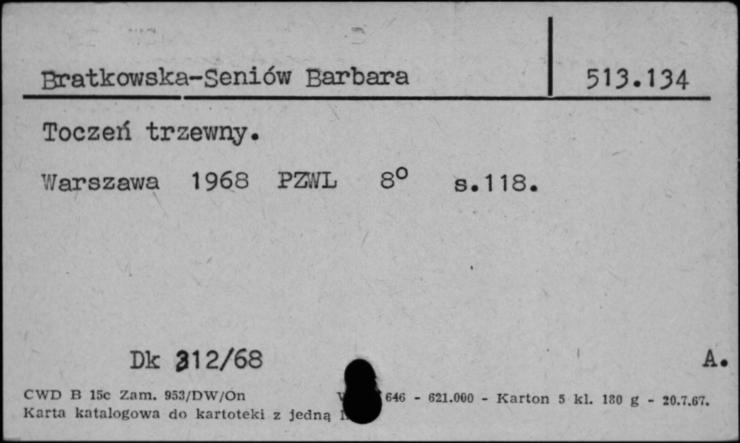 Bratkowska-Seniów Barbara 513.134
Toczeń trzewny.
Warszawa 1968 PZWL 8° s.118.
Dk 312/68 A.
CWD B 15c Zam. 953/DW/On 646 - 621.000 - Karton 5 kl. 180 g - 20.7.67.
Karta katalogowa do kartoteki z jedną